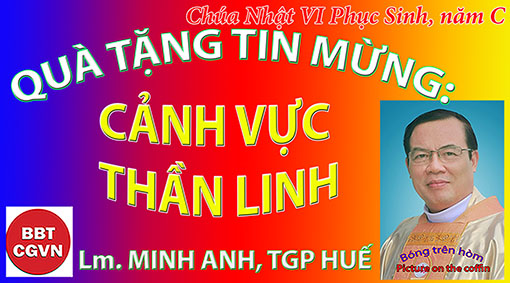 Chúa Nhật VI Phục Sinh, năm C
QUÀ TẶNG TIN MỪNG:
CẢNH VỰC
THẦN LINH
BBT
CGVN
Lm. MINH ANH, TGP HUẾ
Bóng trên hòm
Picture on the coffin